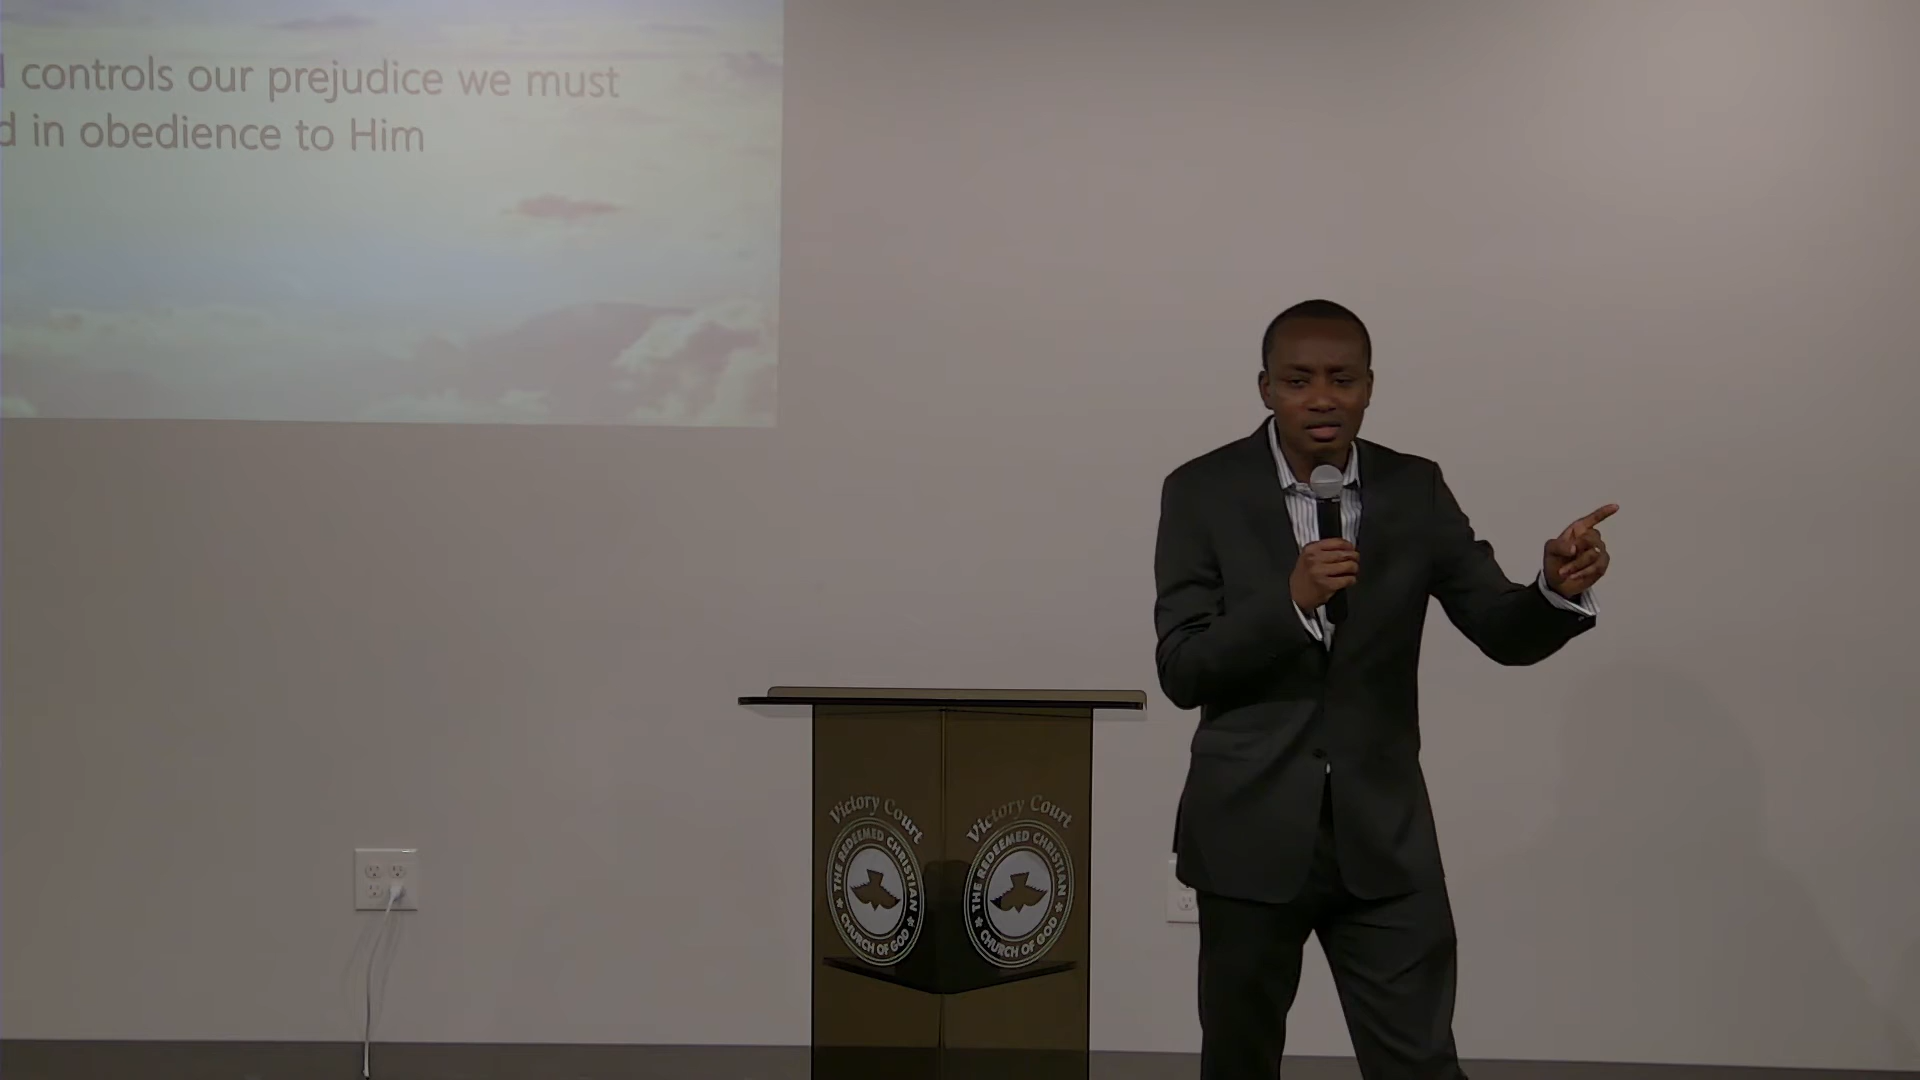 controls our prejudice we must
in obedience to Him
Victory Court
THE REDEEMED CHRISTIAN
CHURCH OF GOD
Victory Court
THE REDEEMED CHRISTIAN
CHURCH OF GOD